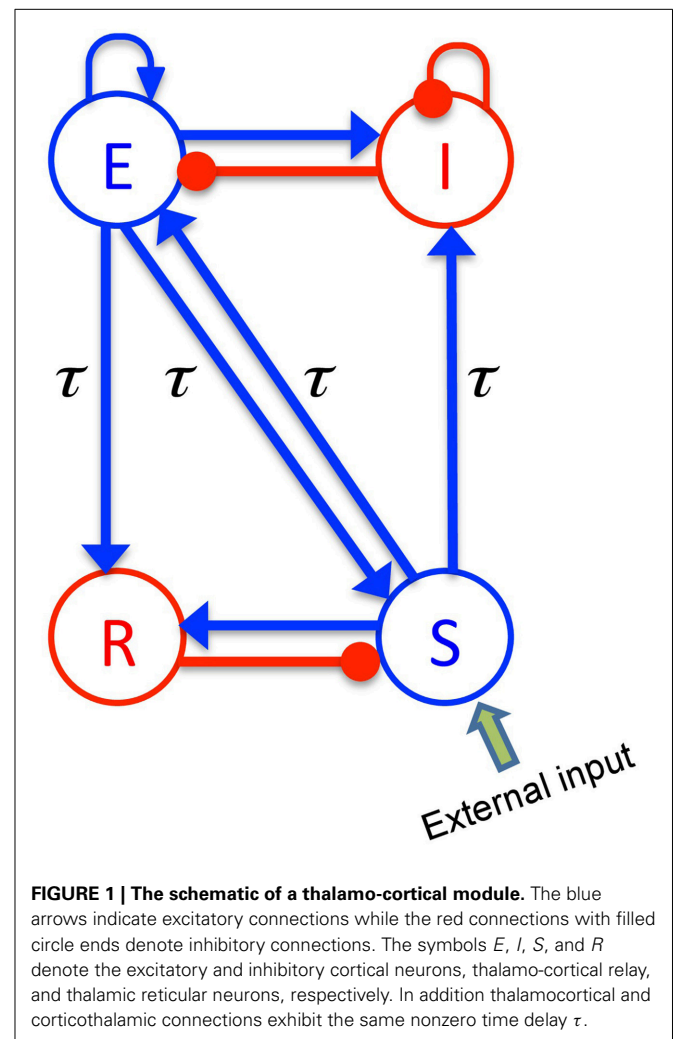 E
I
τ
τ
τ
τ
R
S
External input
FIGURE 1 | The schematic of a thalamo-cortical module. The blue
arrows indicate excitatory connections while the red connections with filled
circle ends denote inhibitory connections. The symbols E, I, S, and R
denote the excitatory and inhibitory cortical neurons, thalamo-cortical relay,
and thalamic reticular neurons, respectively. In addition thalamocortical and
corticothalamic connections exhibit the same nonzero time delay τ.